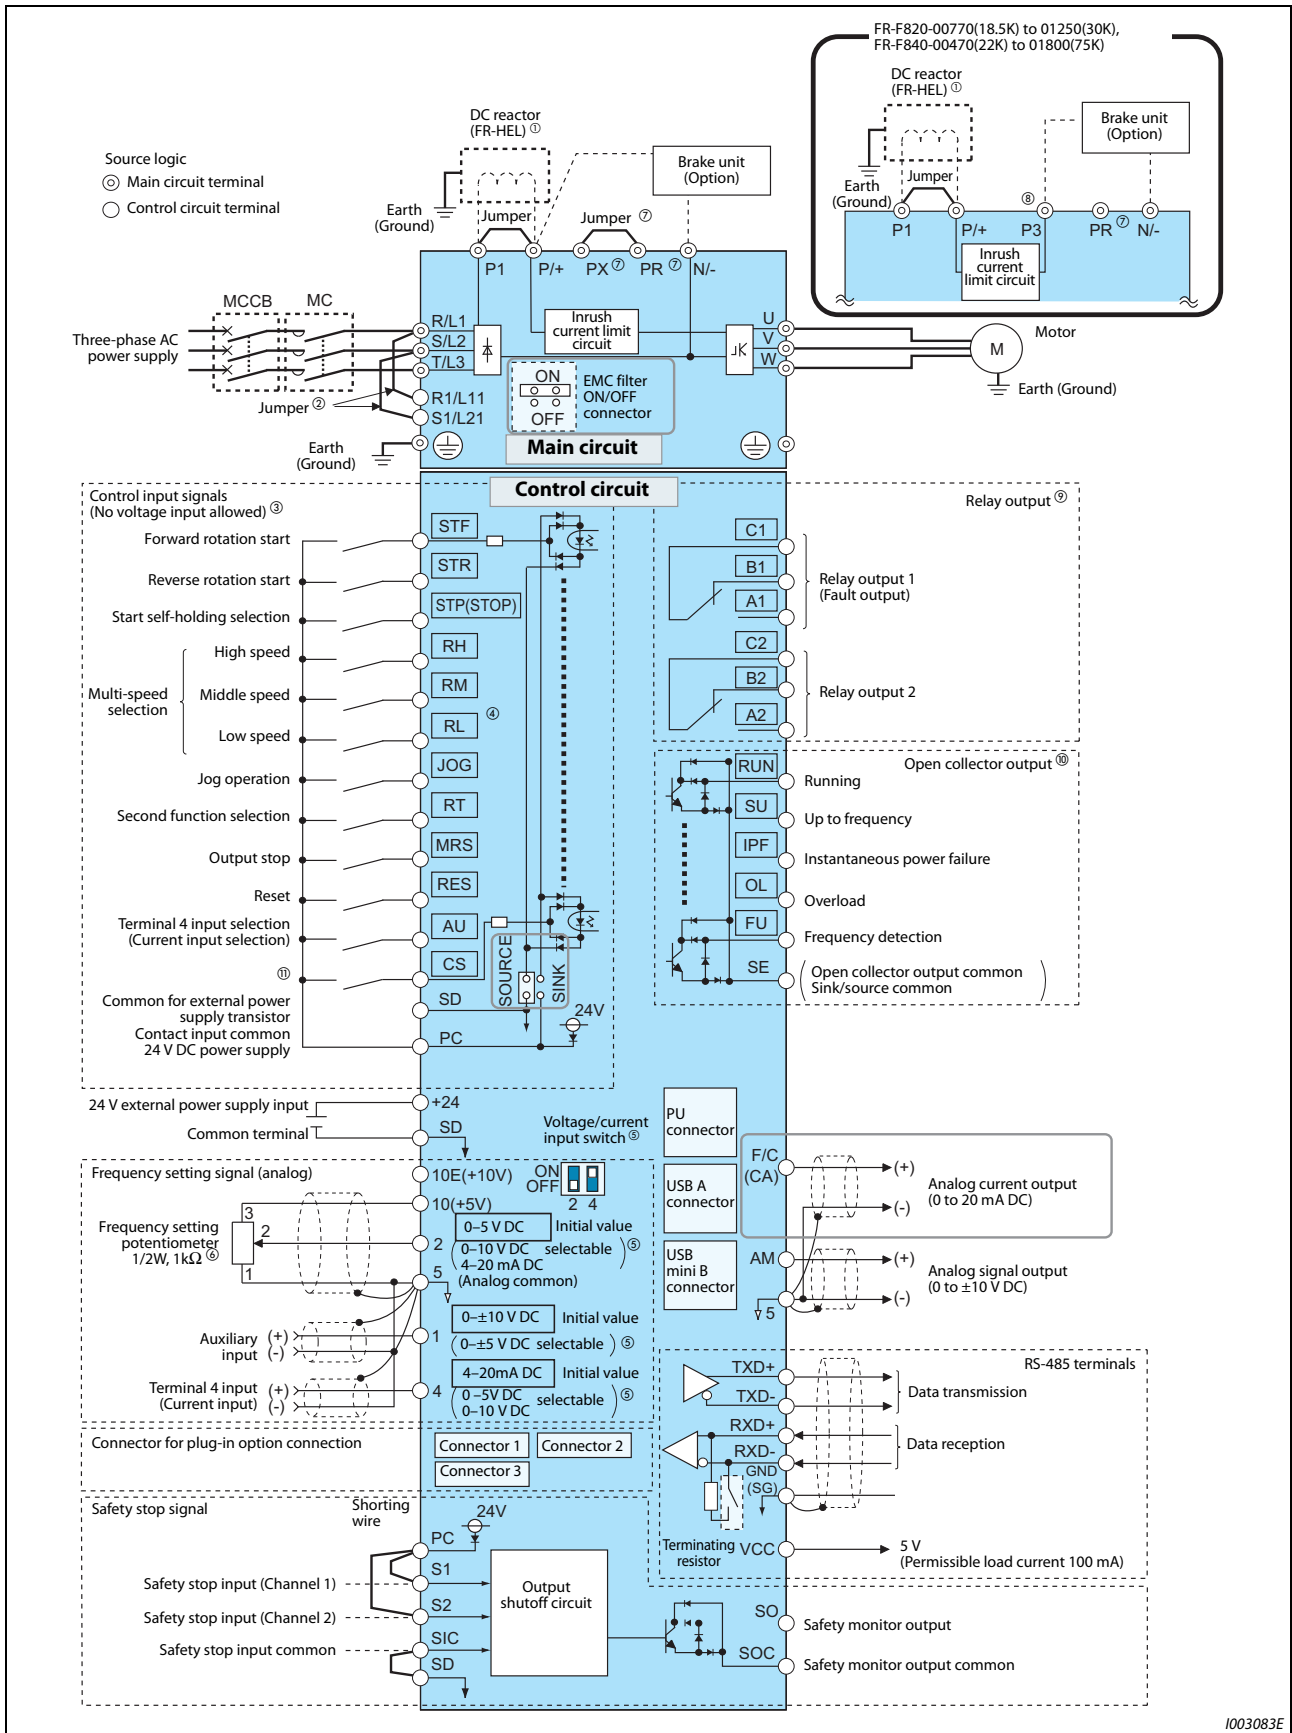 FR-F820-00770(18.5K) to 01250(30K),
FR-F840-00470(22K) to 01800(75K)
DC reactor
(FR-HEL) ①
Brake unit
(Option)
Earth
(Ground)
Jumper
⑧
P1
P/+
P3
PR ⑦
N/-
Inrush
current
limit circuit
Source logic
Main circuit terminal
Control circuit terminal
DC reactor
(FR-HEL) ①
Brake unit
(Option)
Earth
(Ground)
Jumper
Jumper ⑦
P1
P/+
PX ⑦
PR ⑦
N/-
MCCB
MC
Three-phase AC
power supply
R/L1
S/L2
T/L3
R1/L11
S1/L21
Jumper ②
Earth
(Ground)
Inrush
current limit
circuit
ON
OFF
EMC filter
ON/OFF
connector
U
V
W
M
Motor
Earth (Ground)
Main circuit
Control circuit
Control input signals
(No voltage input allowed) ③
Forward rotation start
STF
Reverse rotation start
STR
Start self-holding selection
STP(STOP)
Multi-speed
selection
High speed
RH
Middle speed
RM
Low speed
RL ④
Jog operation
JOG
Second function selection
RT
Output stop
MRS
Reset
RES
Terminal 4 input selection
(Current input selection)
AU
⑪
CS
Common for external power
supply transistor
SD
Contact input common
24 V DC power supply
PC
SOURCE
SINK
24V
Relay output ⑨
C1
B1
A1
Relay output 1
(Fault output)
C2
B2
A2
Relay output 2
Open collector output ⑩
RUN
Running
SU
Up to frequency
IPF
Instantaneous power failure
OL
Overload
FU
Frequency detection
SE
Open collector output common
Sink/source common
24 V external power supply input
+24
Common terminal
SD
Voltage/current
input switch ⑤
Frequency setting signal (analog)
10E(+10V)
ON
OFF
2 4
10(+5V)
Frequency setting
potentiometer
1/2W, 1kΩ ⑥
3
2
1
2
0–5 V DC
Initial value
0–10 V DC
4–20 mA DC
selectable ⑤
5
(Analog common)
Auxiliary
input
(+)
(-)
1
0–±10 V DC
Initial value
(0–±5 V DC selectable) ⑤
Terminal 4 input
(Current input)
(+)
(-)
4
4–20mA DC
Initial value
0 –5V DC
0–10 V DC
selectable ⑤
PU
connector
USB A
connector
USB
mini B
connector
F/C
(CA)
(+)
(-)
Analog current output
(0 to 20 mA DC)
AM
(+)
(-)
5
Analog signal output
(0 to ±10 V DC)
Connector for plug-in option connection
Connector 1
Connector 2
Connector 3
RS-485 terminals
TXD+
TXD-
Data transmission
RXD+
RXD-
Data reception
GND
(SG)
Terminating
resistor
VCC
5 V
(Permissible load current 100 mA)
Safety stop signal
Shorting
wire
24V
PC
Safety stop input (Channel 1)
S1
Safety stop input (Channel 2)
S2
Safety stop input common
SIC
SD
Output
shutoff circuit
SO
Safety monitor output
SOC
Safety monitor output common
I003083E